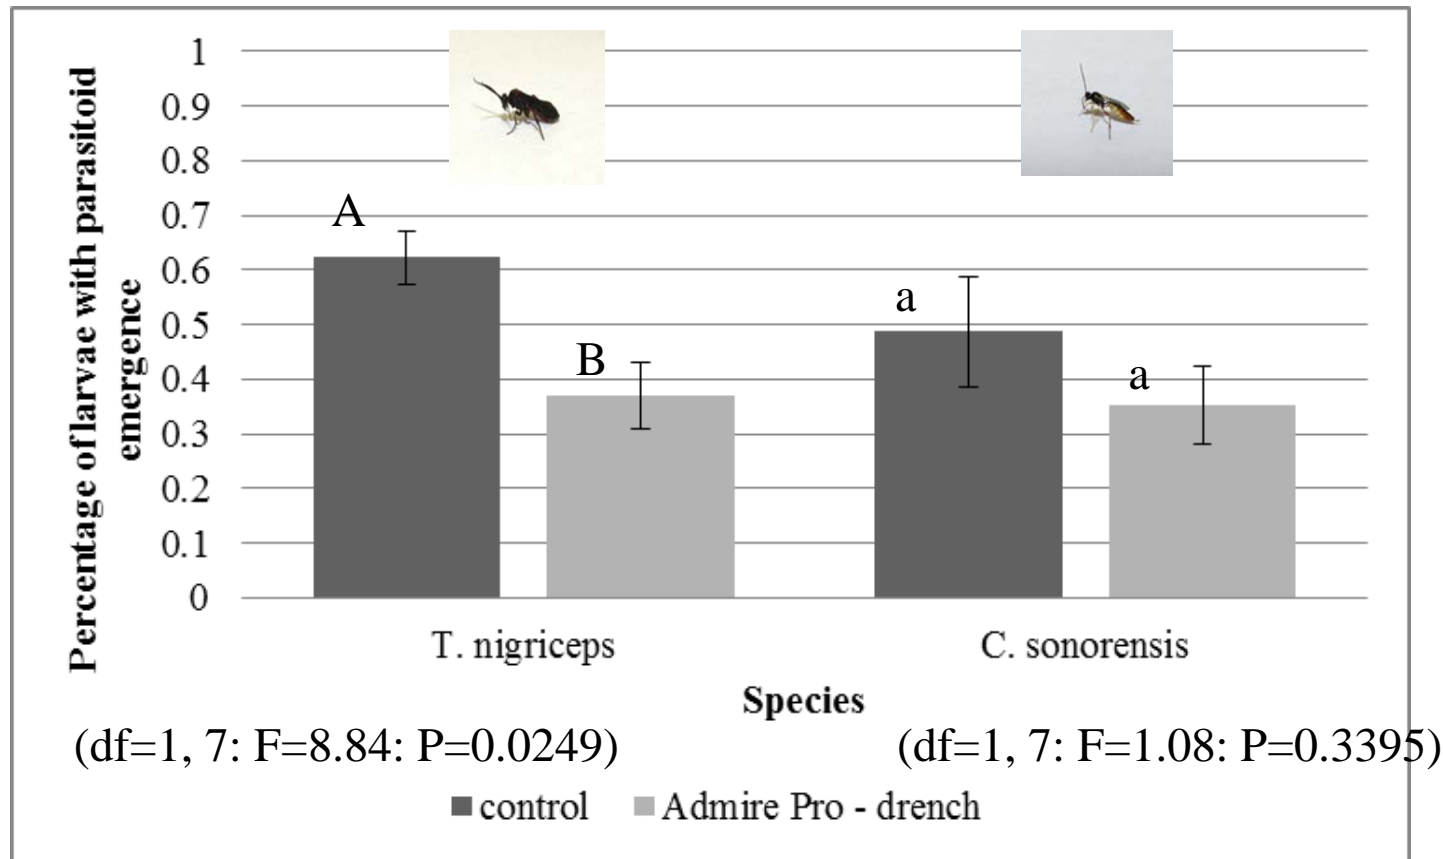 Percentage of larvae with parasitoid
emergence
1
0.9
0.8
0.7
0.6
0.5
0.4
0.3
0.2
0.1
0
A
B
a
a
T. nigriceps
C. sonorensis
Species
(df=1, 7: F=8.84: P=0.0249)
(df=1, 7: F=1.08: P=0.3395)
control
Admire Pro - drench